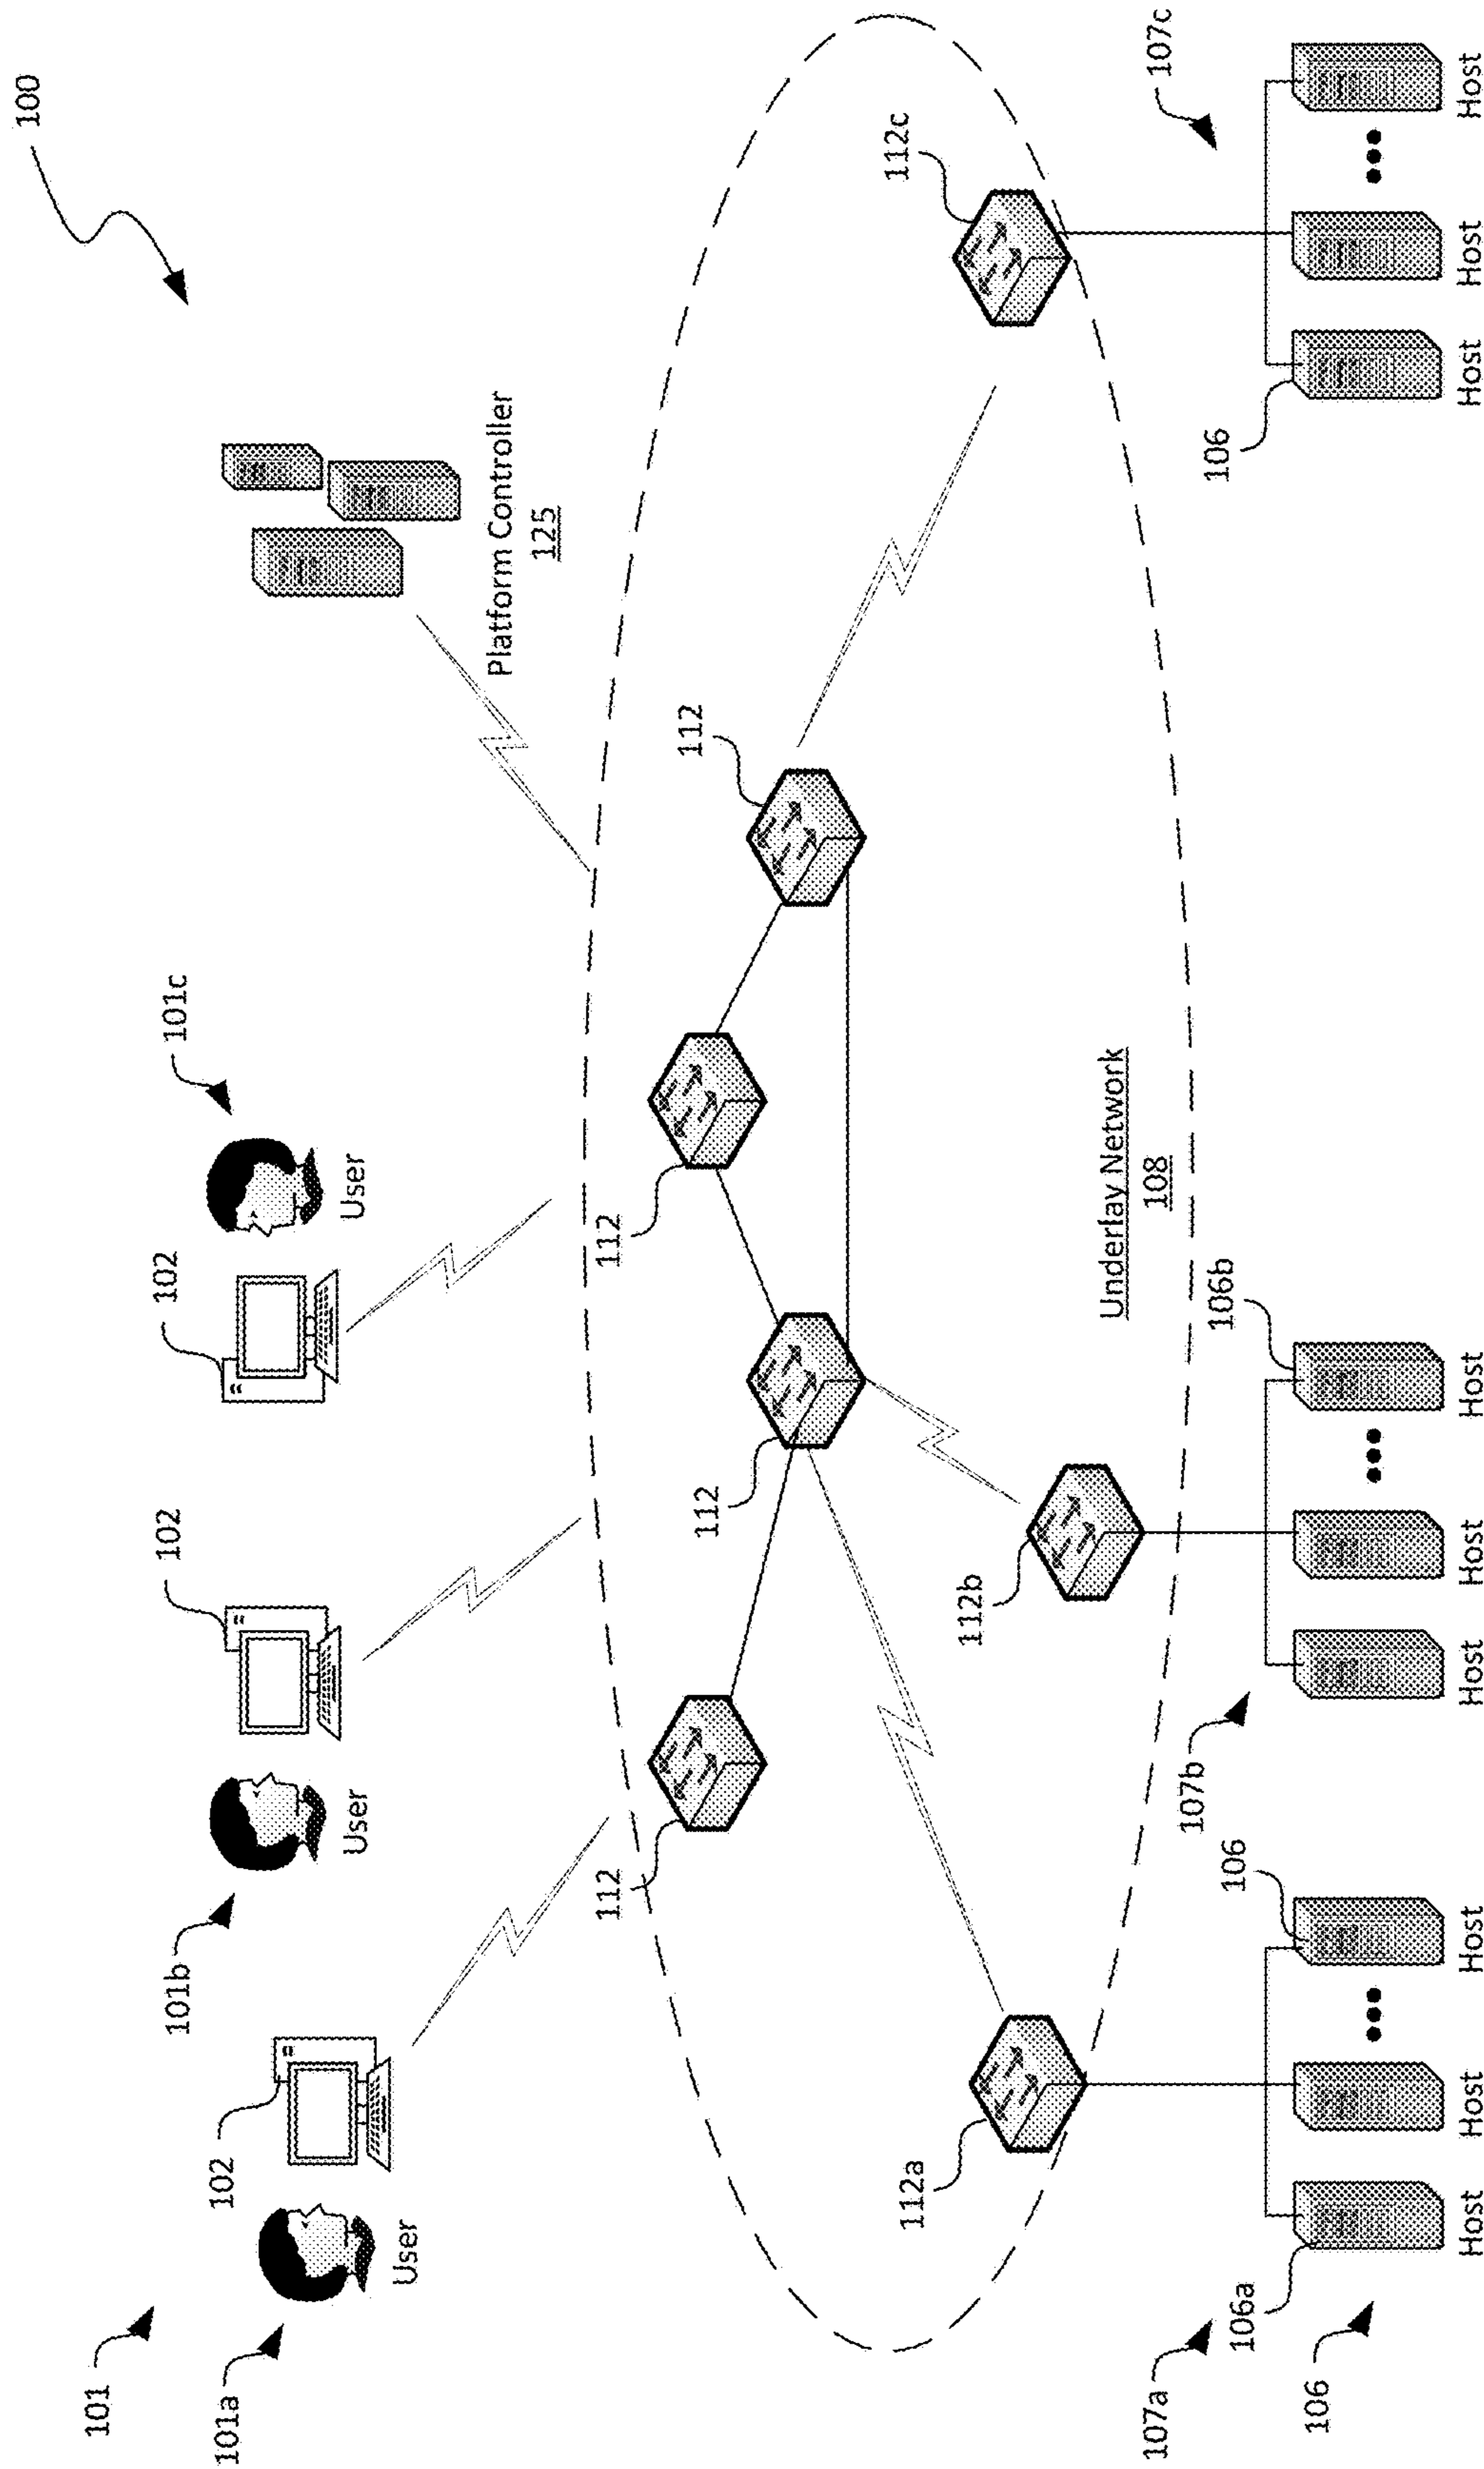 100
101
101b
102
102
101c
101a
102
User
User
User
Platform Controller
125
112
112
112
112
112c
112a
112b
Underlay Network
108
107a
107c
107b
106b
106
106
106a
106
Host
Host
Host
Host
Host
Host
Host
Host
Host